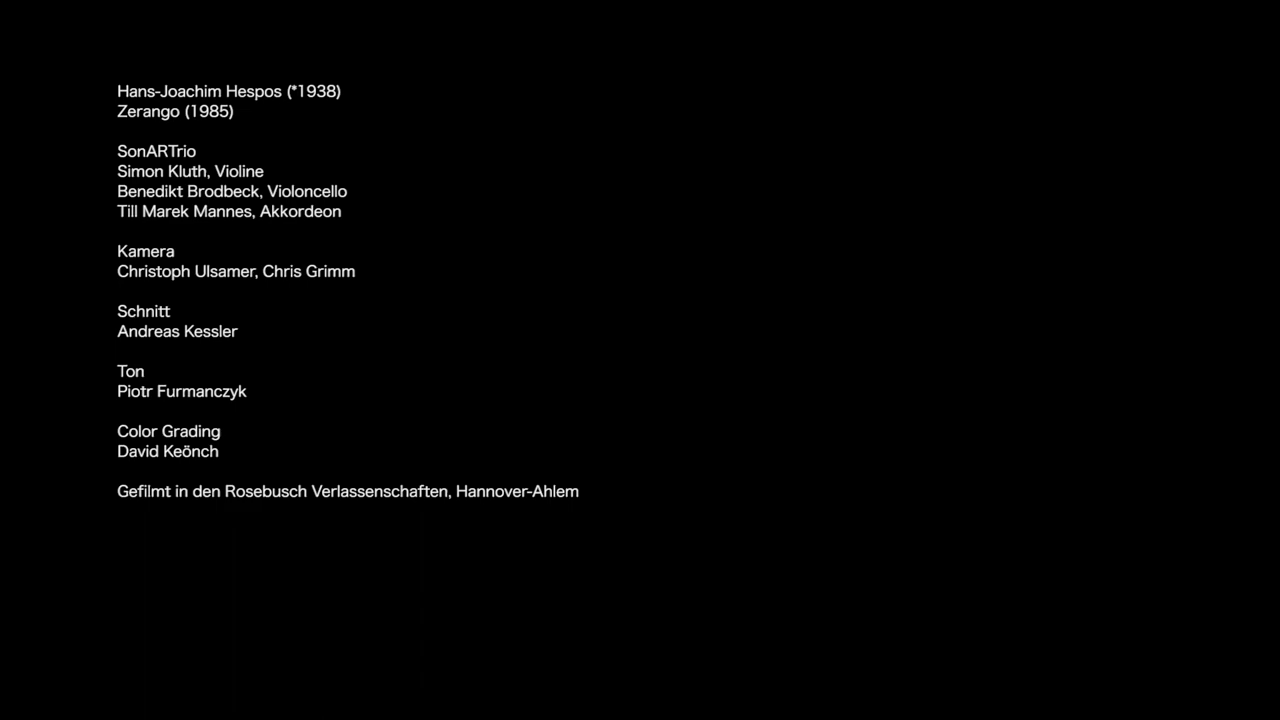 Hans-Joachim Hespos (*1938)
Zerango (1985)
SonARTrio
Simon Kluth, Violine
Benedikt Brodbeck, Violoncello
Till Marek Mannes, Akkordeon
Kamera
Christoph Ulsamer, Chris Grimm
Schnitt
Andreas Kessler
Ton
Piotr Furmanczyk
Color Grading
David Keönch
Gefilmt in den Rosebusch Verlassenschaften, Hannover-Ahlem